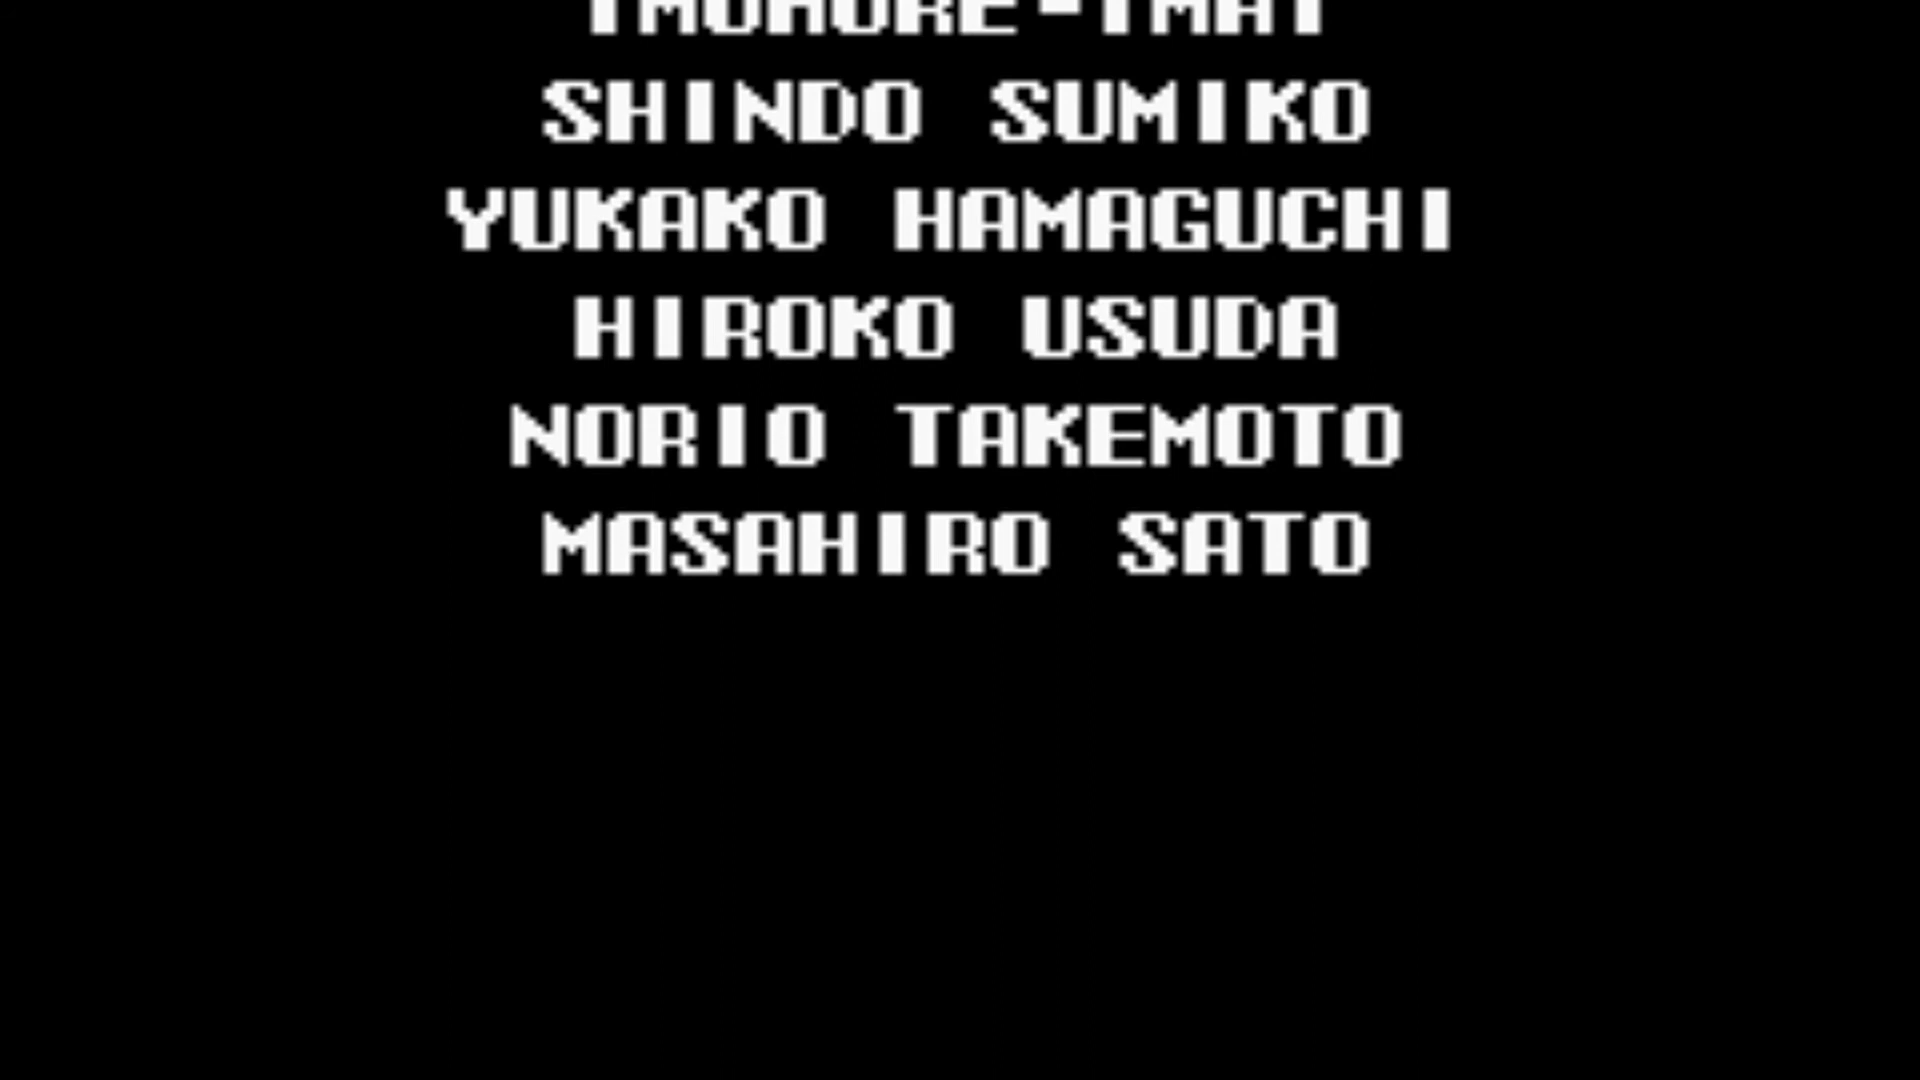 SHINDO SUMIKO
YUKAKO HAMAGUCHI
HIROKO USUDA
NORIO TAKEMOTO
MASAHIRO SATO